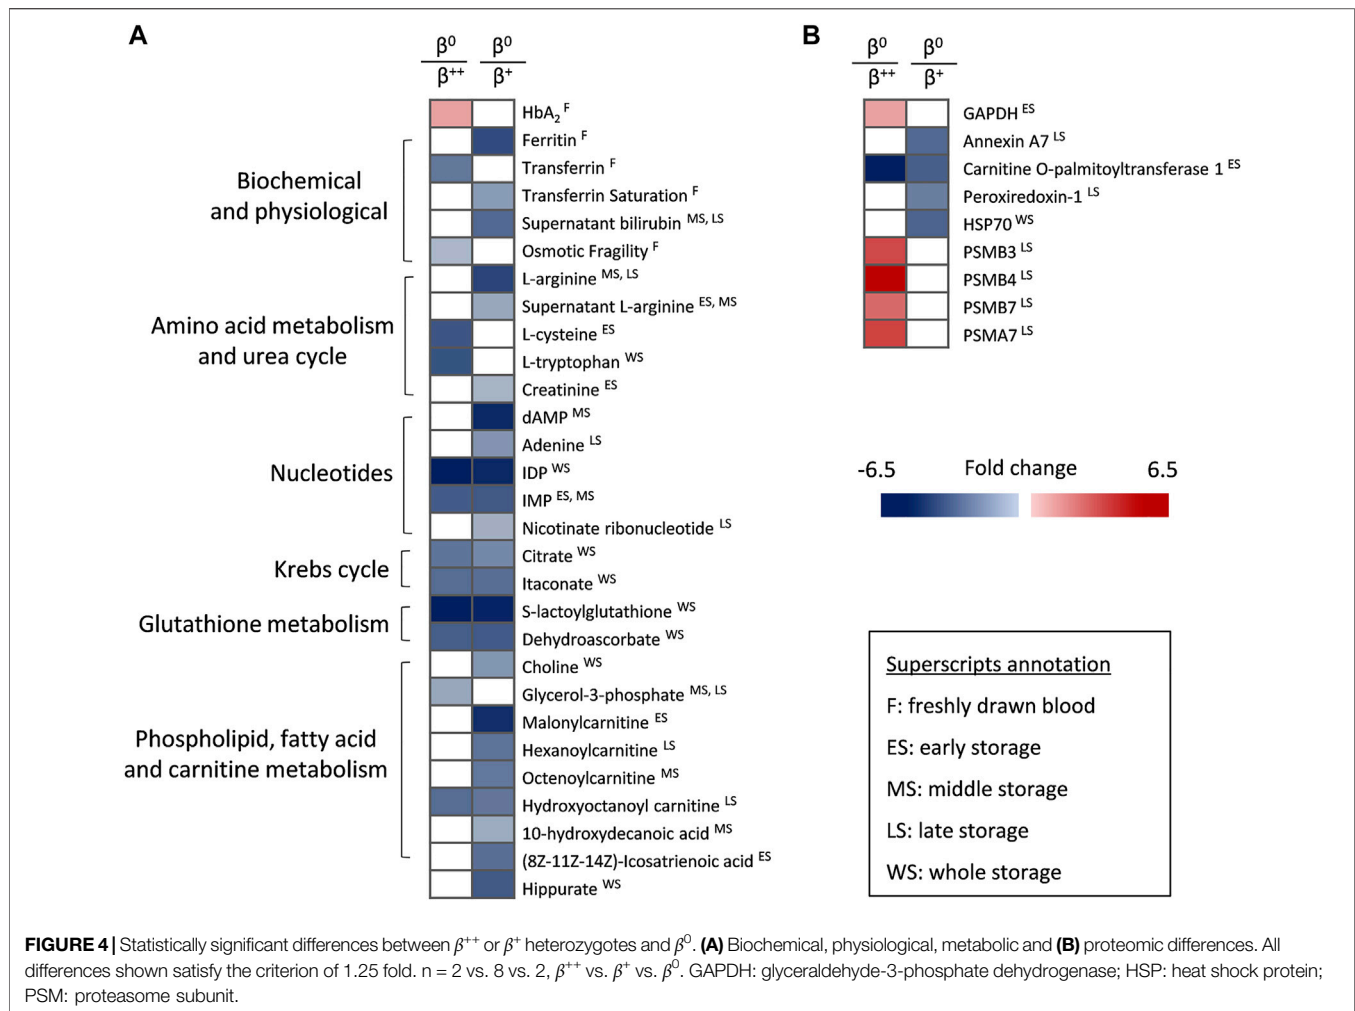 A
β⁰ β⁰
β⁺⁺ β⁺
HbA₂ ᶠ
Biochemical
and physiological
Ferritin F
Transferrin F
Transferrin Saturation F
Supernatant bilirubin MS, LS
Osmotic Fragility F
Amino acid metabolism
and urea cycle
L-arginine MS, LS
Supernatant L-arginine ES, MS
L-cysteine ES
L-tryptophan WS
Creatinine ES
Nucleotides
dAMP MS
Adenine LS
IDP WS
IMP ES, MS
Nicotinate ribonucleotide LS
Krebs cycle
Citrate WS
Itaconate WS
Glutathione metabolism
S-lactoylglutathione WS
Dehydroascorbate WS
Phospholipid, fatty acid
and carnitine metabolism
Choline WS
Glycerol-3-phosphate MS, LS
Malonylcarnitine ES
Hexanoylcarnitine LS
Octenoylcarnitine MS
Hydroxyoctanoyl carnitine LS
10-hydroxydecanoic acid MS
(8Z-11Z-14Z)-Icosatrienoic acid ES
Hippurate WS
B
β⁰ β⁰
β⁺⁺ β⁺
GAPDH ES
Annexin A7 LS
Carnitine O-palmitoyltransferase 1 ES
Peroxiredoxin-1 LS
HSP70 WS
PSMB3 LS
PSMB4 LS
PSMB7 LS
PSMA7 LS
-6.5 Fold change 6.5
Superscripts annotation
F: freshly drawn blood
ES: early storage
MS: middle storage
LS: late storage
WS: whole storage
FIGURE 4 | Statistically significant differences between β⁺⁺ or β⁺ heterozygotes and β⁰. (A) Biochemical, physiological, metabolic and (B) proteomic differences. All
differences shown satisfy the criterion of 1.25 fold. n = 2 vs. 8 vs. 2, β⁺⁺ vs. β⁺ vs. β⁰. GAPDH: glyceraldehyde-3-phosphate dehydrogenase; HSP: heat shock protein;
PSM: proteasome subunit.